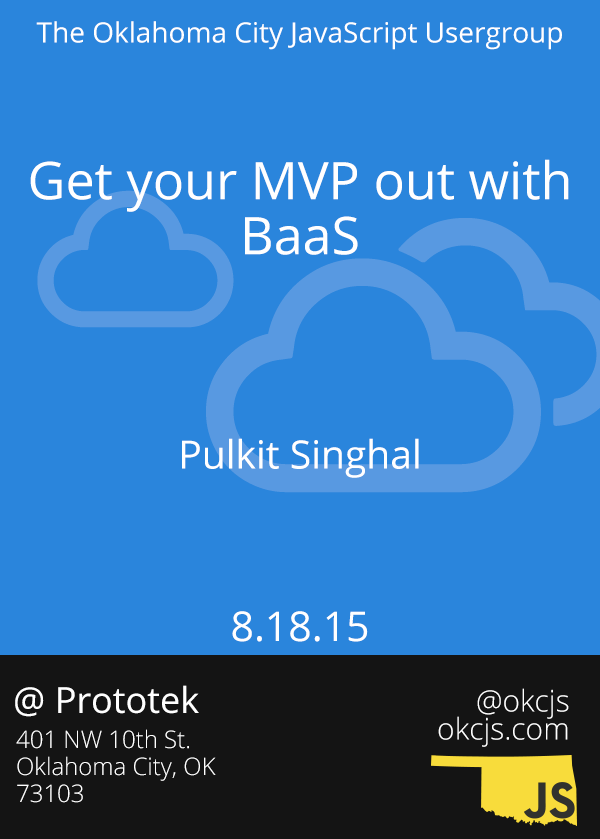 The Oklahoma City JavaScript Usergroup
Get your MVP out with
BaaS
Pulkit Singhal
8.18.15
@ Prototek
401 NW 10th St.
Oklahoma City, OK
73103
@okcjs
okcjs.com
JS